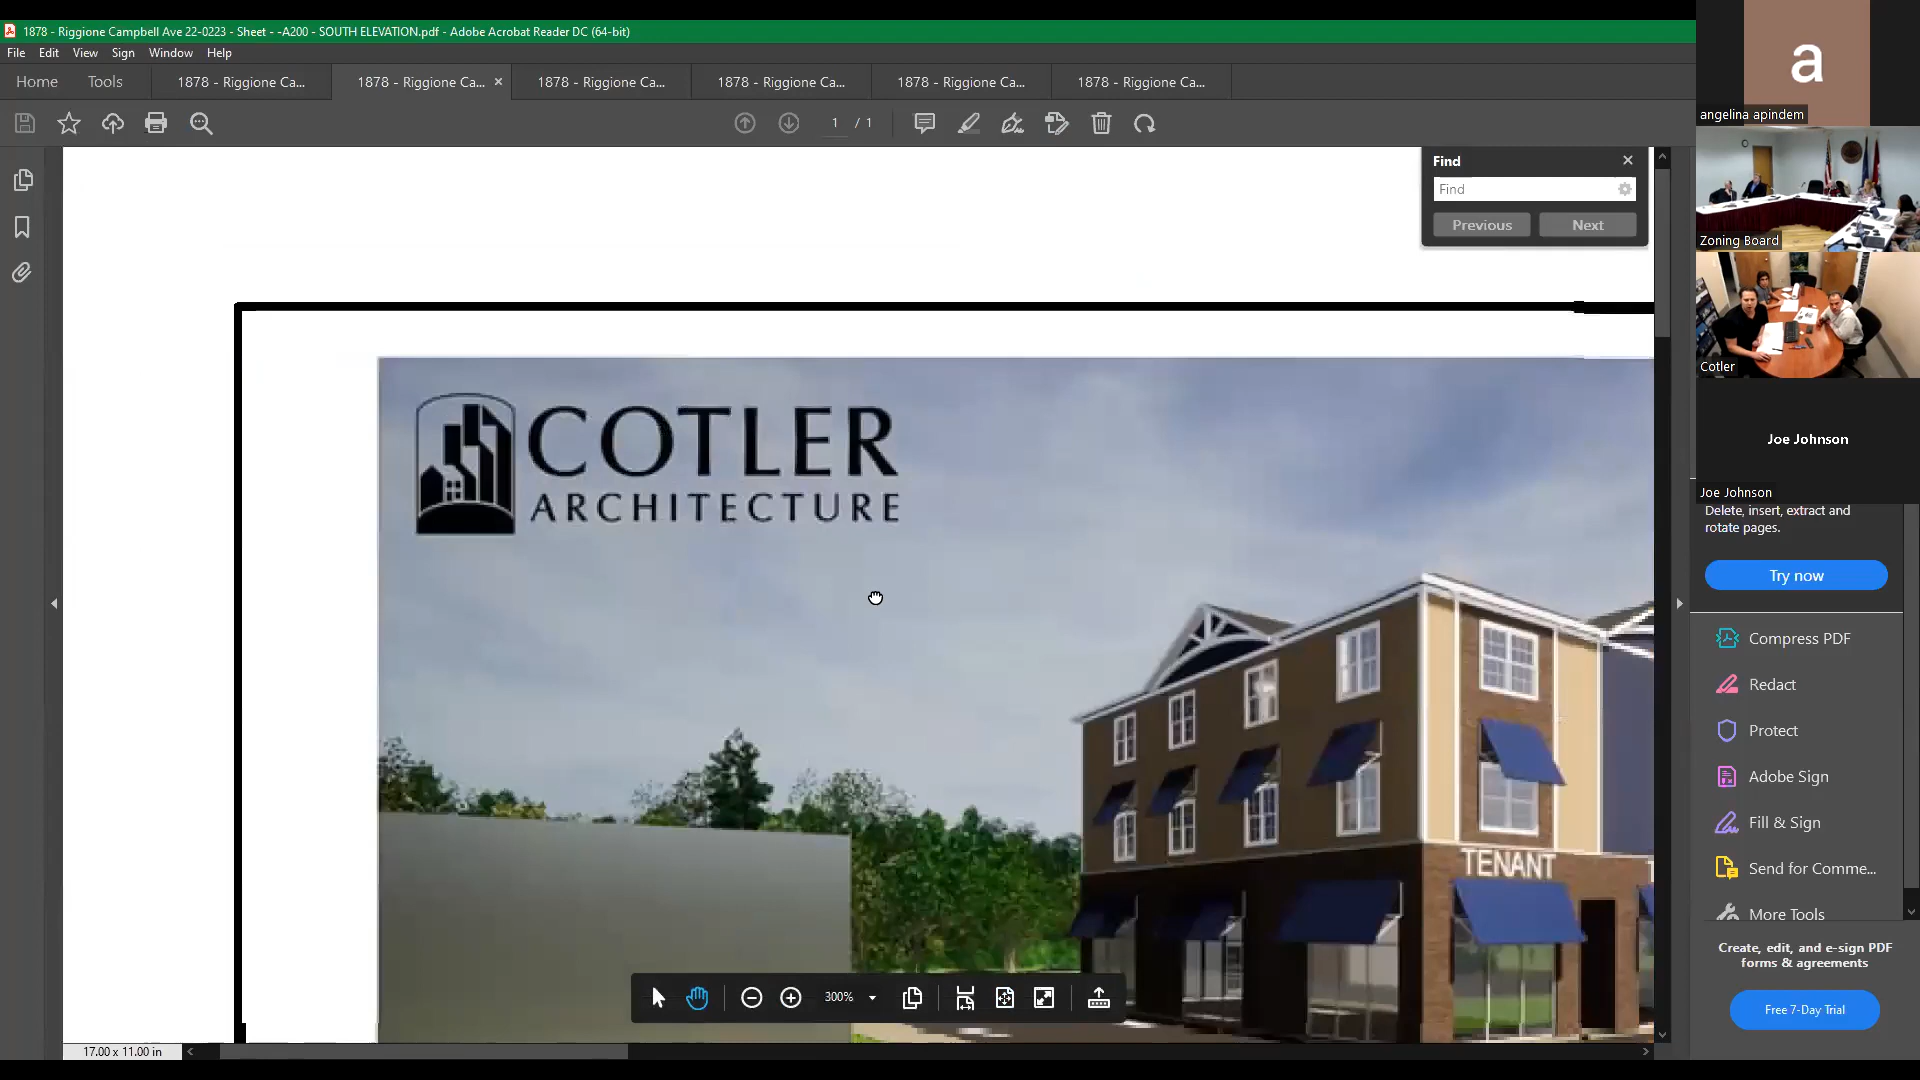 1878 - Riggione Campbell Ave 22-0223 - Sheet - -A200 - SOUTH ELEVATION.pdf - Adobe Acrobat Reader DC (64-bit)
File Edit View Sign Window Help
Home Tools 1878 - Riggione Ca... 1878 - Riggione Ca... 1878 - Riggione Ca... 1878 - Riggione Ca... 1878 - Riggione Ca... 1878 - Riggione Ca...
1 / 1
Find
Find
Previous Next
COTLER
ARCHITECTURE
TENANT
300%
17.00 x 11.00 in
a
angelina apindem
Zoning Board
Cotler
Joe Johnson
Joe Johnson
Delete, insert, extract and
rotate pages.
Try now
Compress PDF
Redact
Protect
Adobe Sign
Fill & Sign
Send for Comme...
More Tools
Create, edit, and e-sign PDF
forms & agreements
Free 7-Day Trial